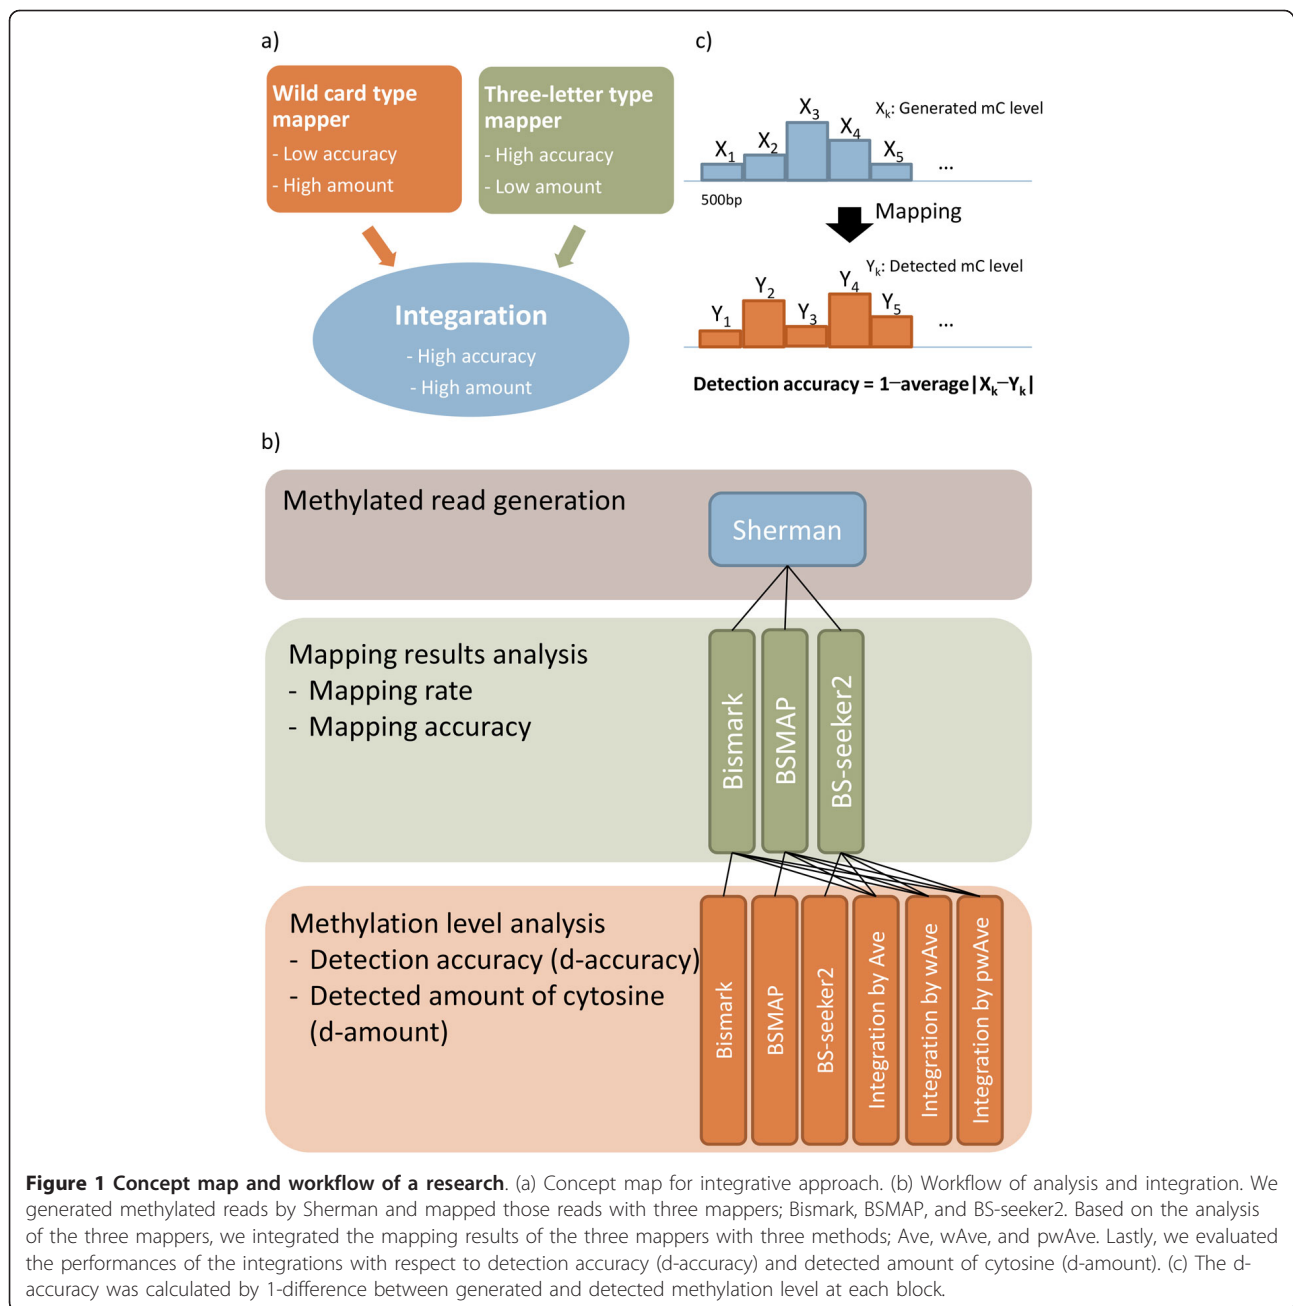 a)
Wild card type
mapper
- Low accuracy
- High amount
Three-letter type
mapper
- High accuracy
- Low amount
Integaration
- High accuracy
- High amount
c)
X1 X2 X3 X4 X5 ...
Xk: Generated mC level
500bp
Mapping
Yk: Detected mC level
Y1 Y2 Y3 Y4 Y5 ...
Detection accuracy = 1–average|Xk–Yk|
b)
Methylated read generation
Sherman
Mapping results analysis
- Mapping rate
- Mapping accuracy
Bismark
BSMAP
BS-seeker2
Methylation level analysis
- Detection accuracy (d-accuracy)
- Detected amount of cytosine
(d-amount)
Bismark
BSMAP
BS-seeker2
Integration by Ave
Integration by wAve
Integration by pwAve
Figure 1 Concept map and workflow of a research. (a) Concept map for integrative approach. (b) Workflow of analysis and integration. We
generated methylated reads by Sherman and mapped those reads with three mappers; Bismark, BSMAP, and BS-seeker2. Based on the analysis
of the three mappers, we integrated the mapping results of the three mappers with three methods; Ave, wAve, and pwAve. Lastly, we evaluated
the performances of the integrations with respect to detection accuracy (d-accuracy) and detected amount of cytosine (d-amount). (c) The d-
accuracy was calculated by 1-difference between generated and detected methylation level at each block.